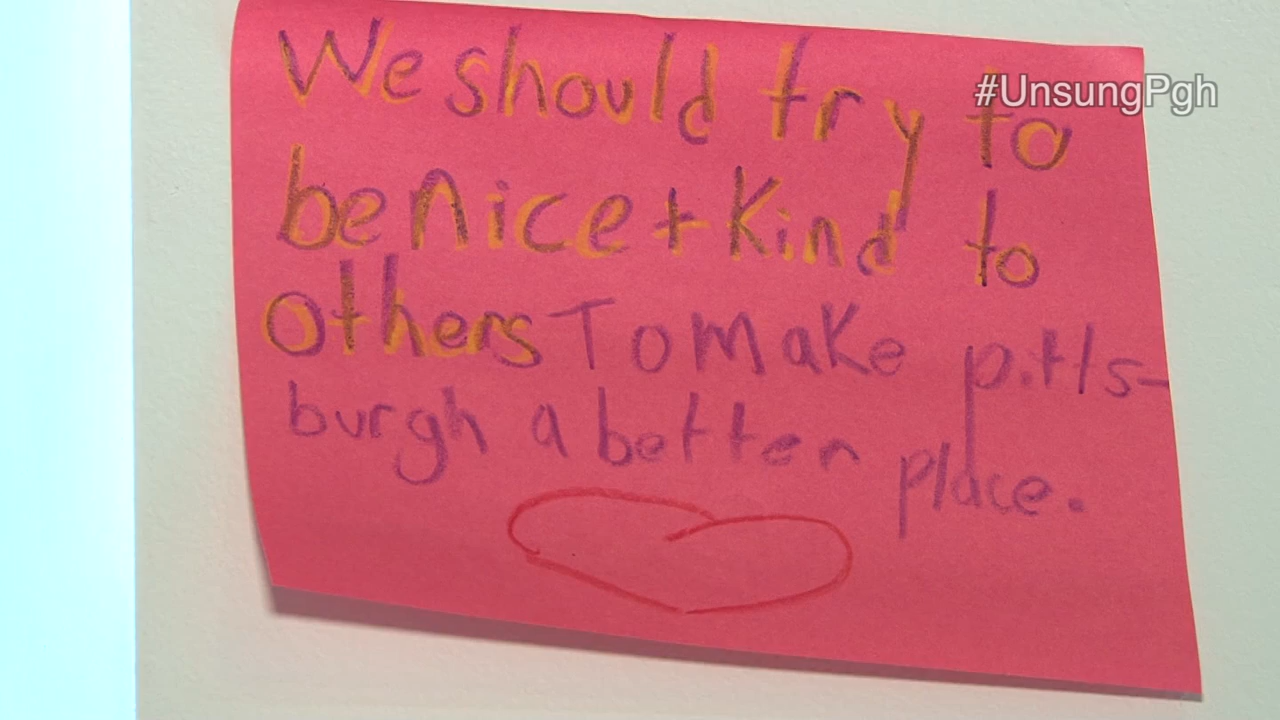 We should try to
#UnsungPgh
be nice + Kind to
others To make pitts-
burgh a better place.